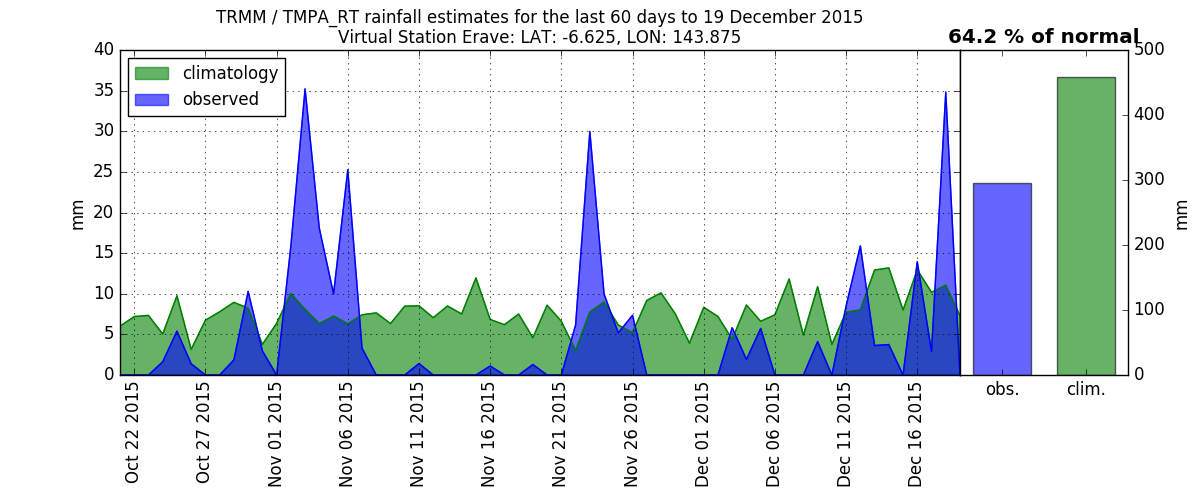 TRMM / TMPA_RT rainfall estimates for the last 60 days to 19 December 2015
Virtual Station Erave: LAT: -6.625, LON: 143.875
64.2 % of normal
climatology
observed
40
35
30
25
20
15
10
5
0
mm
Oct 22 2015
Oct 27 2015
Nov 01 2015
Nov 06 2015
Nov 11 2015
Nov 16 2015
Nov 21 2015
Nov 26 2015
Dec 01 2015
Dec 06 2015
Dec 11 2015
Dec 16 2015
500
400
300
200
100
0
mm
obs.
clim.